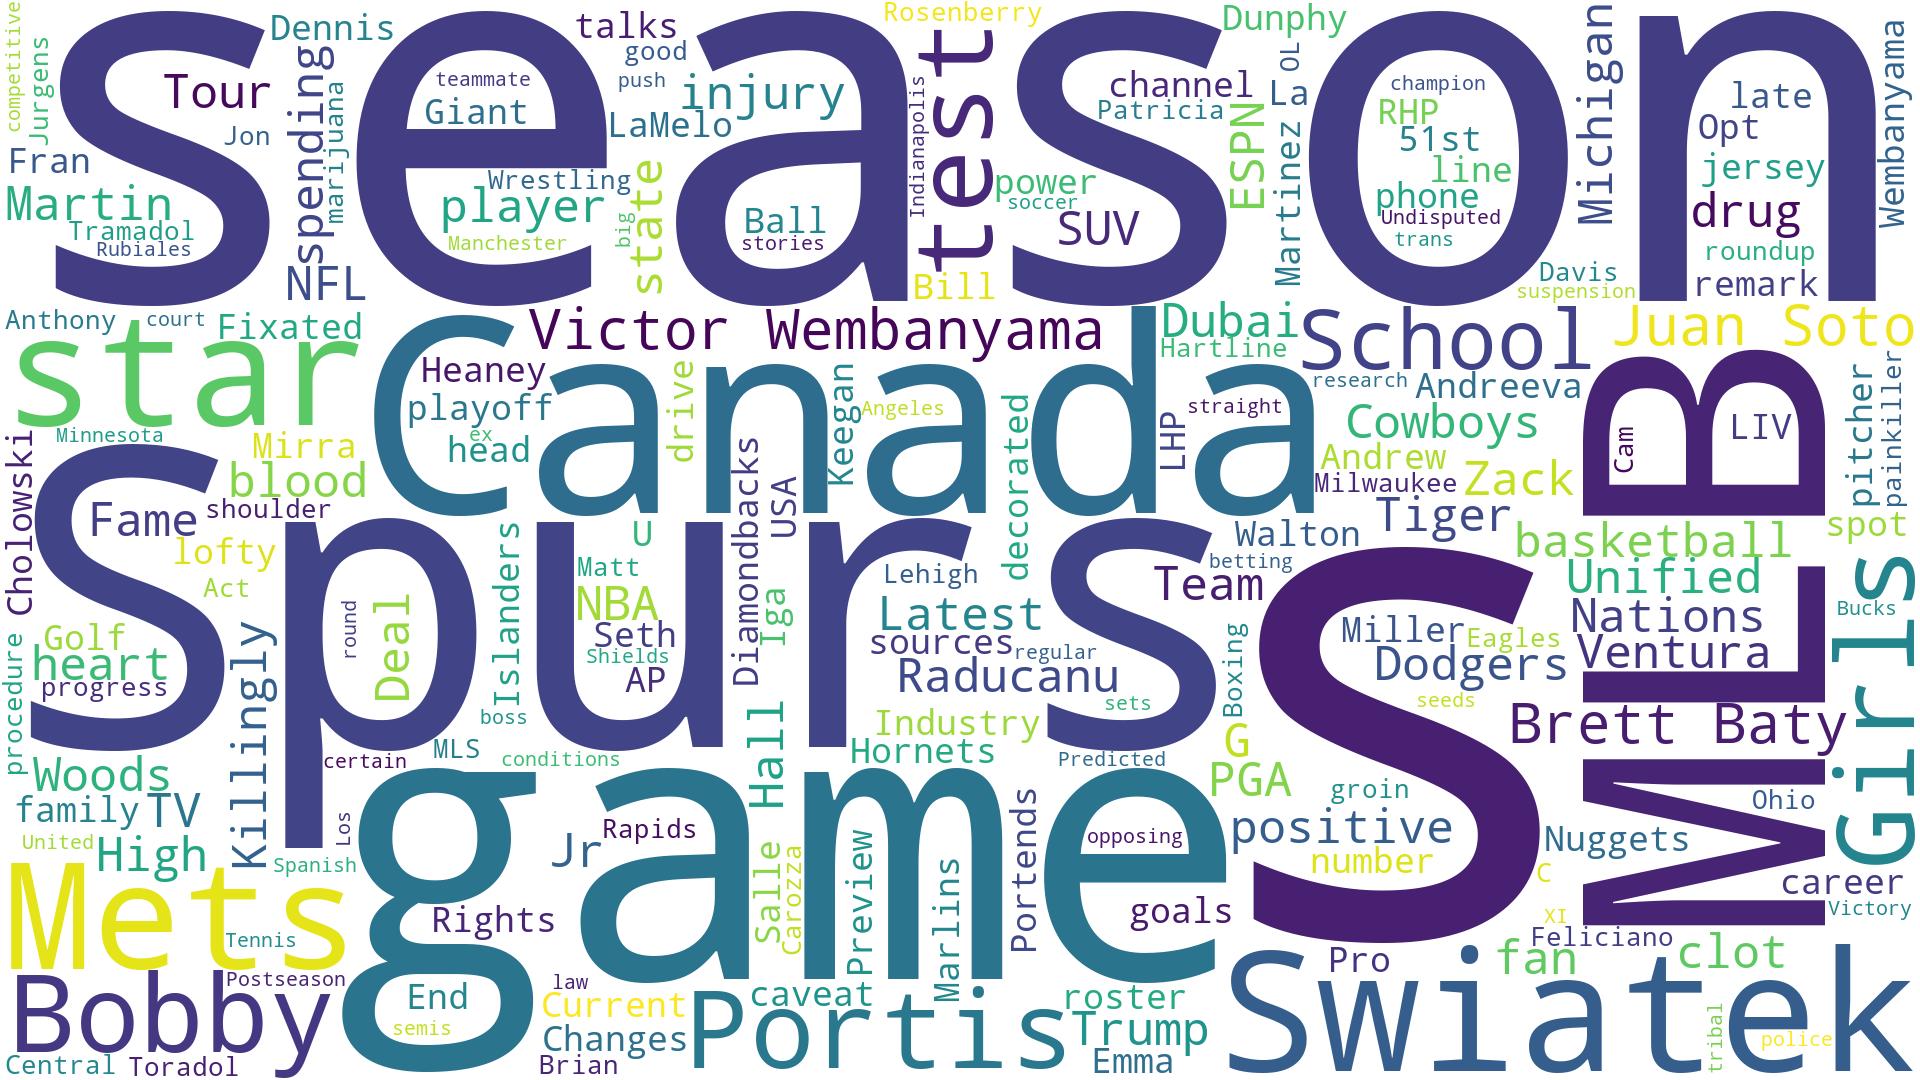 season
competitive
Jurgens
Dennis
talks
Rosenberry
Dunphy
Michigan
Wembanyama
Tour
Jon
spending
marijuana
teammate
Giant
good
push
LaMelo
injury
Indianapolis
test
channel
Patricia
ESPN
La
OL
Martinez
champion
RHP
51st
line
phone
Undisputed
trans
late
Opt
jersey
drug
roundup
remark
Fran
Martin
Tramadol
Rubiales
NFL
Wrestling
player
Manchester
big
state
Ball
stories
power
soccer
SUV
Bill
Davis
suspension
Anthony
court
Fixated
star
Minnesota
Canada
Victor Wembanyama
Dubai
Hartline
School
Juan Soto
Heaney
playoff
ex
head
drive
Keegan
Angeles
decorated
LHP
straight
research
Andreeva
Cowboys
Andrew
Milwaukee
Zack
Tiger
MLB
Cam
LIV
pitcher
painkiller
spot
Cholowski
Mirra
blood
shoulder
Spurs
Fame
lofty
Act
Golf
heart
progress
procedure
Killingly
round
Deal
Islanders
boss
U
Matt
NBA
Seth
Shields
AP
Diamondbacks
USA
Iga
Lehigh
Latest
sources
regular
Raducanu
sets
Industry
Hornets
Team
Walton
betting
Boxing
S
Miller
Eagles
Dodgers
seeds
basketball
Unified
Nations
Ventura
Bucks
Girls
Brett Baty
Woods
family
TV
United
High
certain
Los
Spanish
MLS
conditions
game
Hall
Predicted
G
PGA
groin
positive
number
Ohio
Nuggets
C
career
Victory
XI
Feliciano
Mets
Tennis
Jr
Rapids
Rights
Salle
Carozza
Preview
Marlins
Portends
opposing
goals
Pro
fan
clot
Bobby
Postseason
Central
Toradol
End
semis
law
Current
Changes
Brian
Portis
caveat
roster
Trump
Emma
Swiatek
tribal
police